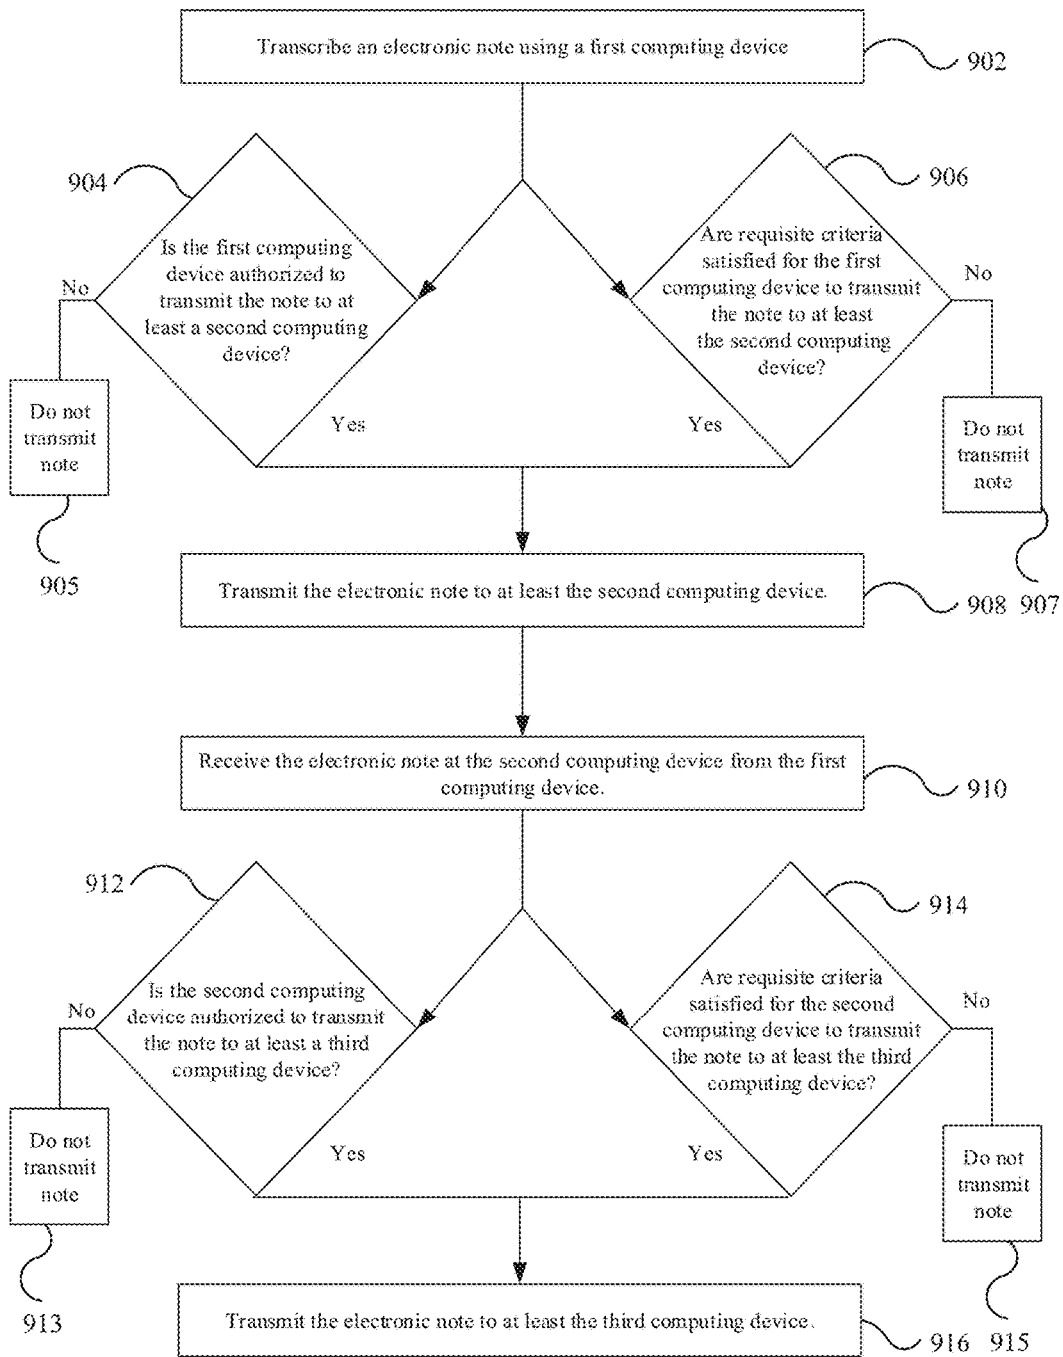 Transcribe an electronic note using a first computing device
902
904
906
Is the first computing
device authorized to
transmit the note to at
least a second computing
device?
Are requisite criteria
satisfied for the first
computing device to transmit
the note to at least
the second computing
device?
No
No
Do not
transmit
note
Yes
Yes
Do not
transmit
note
905
907
Transmit the electronic note to at least the second computing device.
908
Receive the electronic note at the second computing device from the first
computing device.
910
912
914
Is the second computing
device authorized to transmit
the note to at least a third
computing device?
Are requisite criteria
satisfied for the second
computing device to transmit
the note to at least the third
computing device?
No
No
Do not
transmit
note
Yes
Yes
Do not
transmit
note
913
915
Transmit the electronic note to at least the third computing device.
916